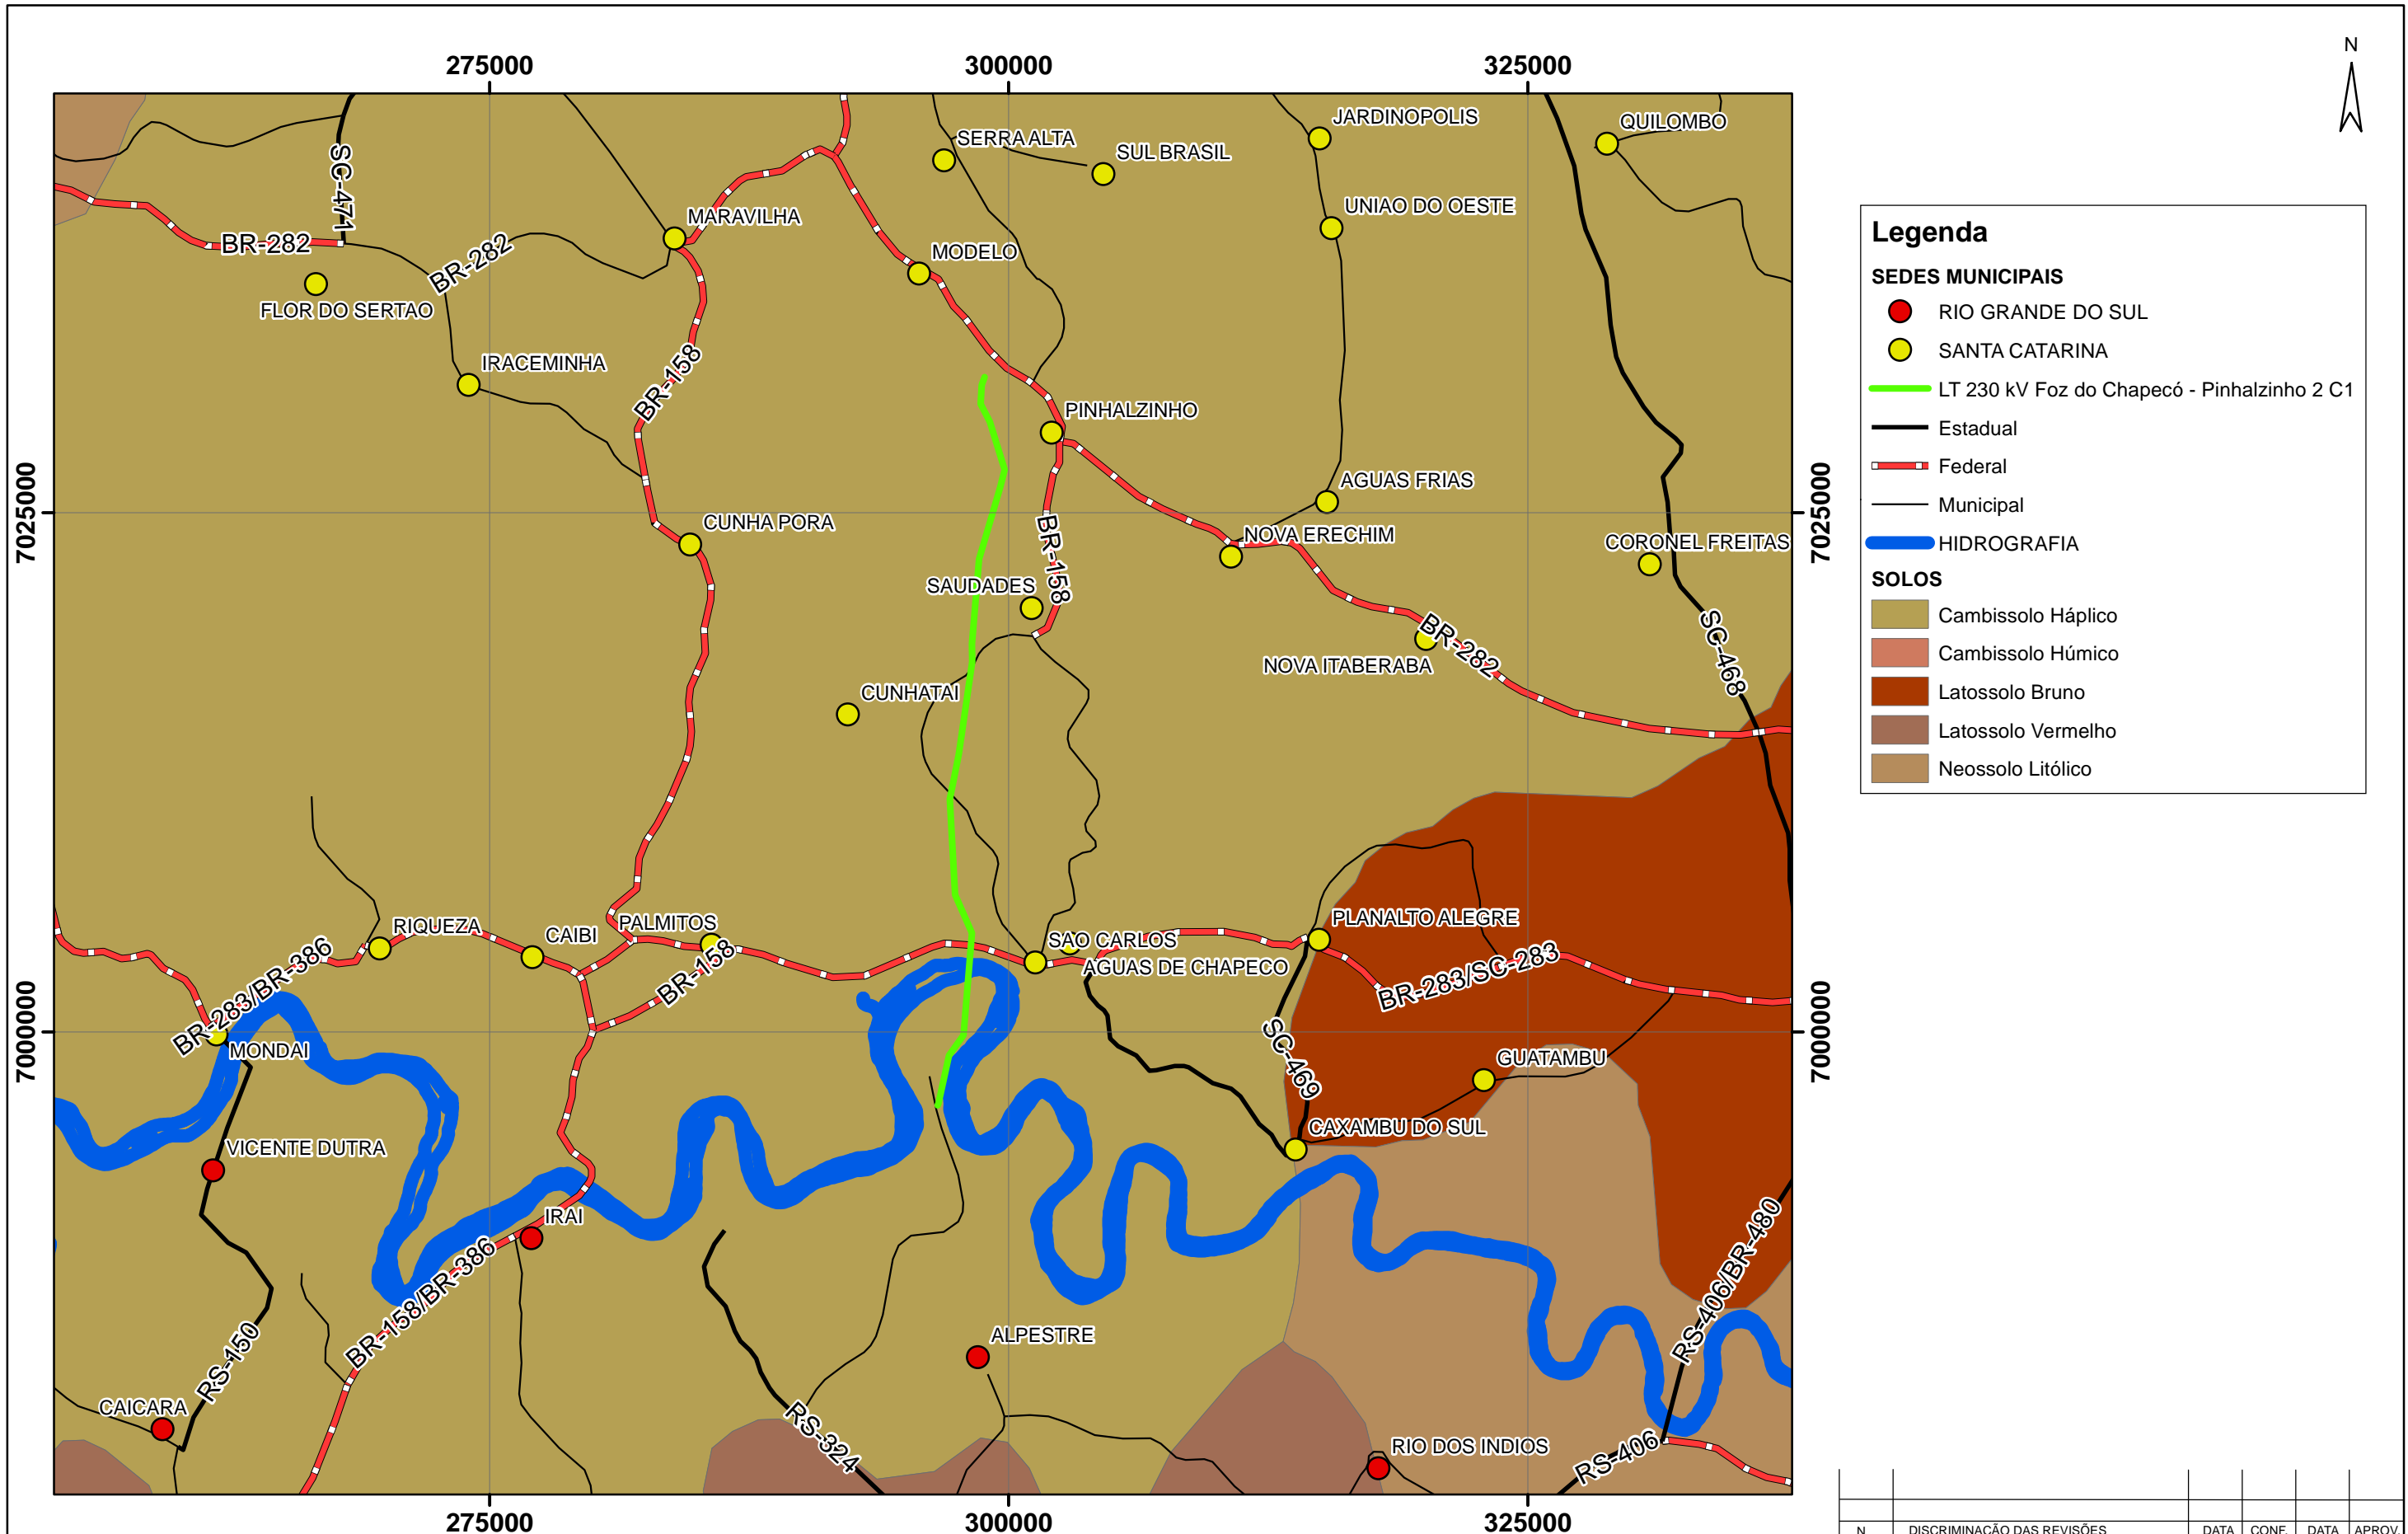 N
275000
300000
325000
JARDINOPOLIS
QUILOMBO
SERRA ALTA
SUL BRASIL
SC-471
MARAVILHA
UNIAO DO OESTE
BR-282
BR-282
MODELO
FLOR DO SERTAO
IRACEMINHA
BR-158
PINHALZINHO
7025000
7025000
AGUAS FRIAS
CUNHA PORA
NOVA ERECHIM
CORONEL FREITAS
BR-158
SAUDADES
BR-282
SC-468
NOVA ITABERABA
CUNHATAI
RIQUEZA
CAIBI
PALMITOS
PLANALTO ALEGRE
SAO CARLOS
AGUAS DE CHAPECO
BR-158
BR-283/BR-386
BR-283/SC-283
7000000
7000000
MONDAI
SC-469
GUATAMBU
CAXAMBU DO SUL
VICENTE DUTRA
IRAI
BR-158/BR-386
RS-406/BR-480
RS-150
ALPESTRE
CAICARA
RS-324
RIO DOS INDIOS
RS-406
275000
300000
325000
Legenda
SEDES MUNICIPAIS
RIO GRANDE DO SUL
SANTA CATARINA
LT 230 kV Foz do Chapecó - Pinhalzinho 2 C1
Estadual
Federal
Municipal
HIDROGRAFIA
SOLOS
Cambissolo Háplico
Cambissolo Húmico
Latossolo Bruno
Latossolo Vermelho
Neossolo Litólico
N. DISCRIMINAÇÃO DAS REVISÕES DATA CONF. DATA APROV.